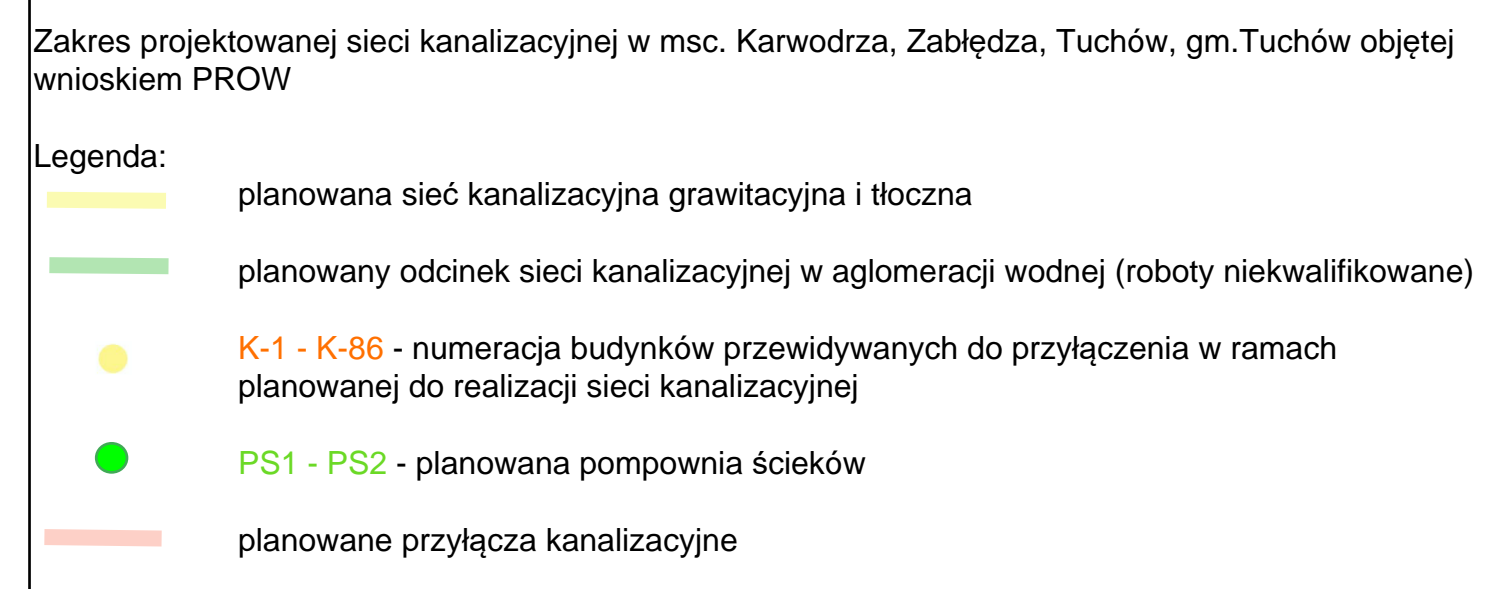 Zakres projektowanej sieci kanalizacyjnej w msc. Karwodrza, Zabłędza, Tuchów, gm.Tuchów objętej
wnioskiem PROW
Legenda:
planowana sieć kanalizacyjna grawitacyjna i tłoczna
planowany odcinek sieci kanalizacyjnej w aglomeracji wodnej (roboty niekwalifikowane)
K-1 - K-86 - numeracja budynków przewidywanych do przyłączenia w ramach
planowanej do realizacji sieci kanalizacyjnej
PS1 - PS2 - planowana pompownia ścieków
planowane przyłącza kanalizacyjne